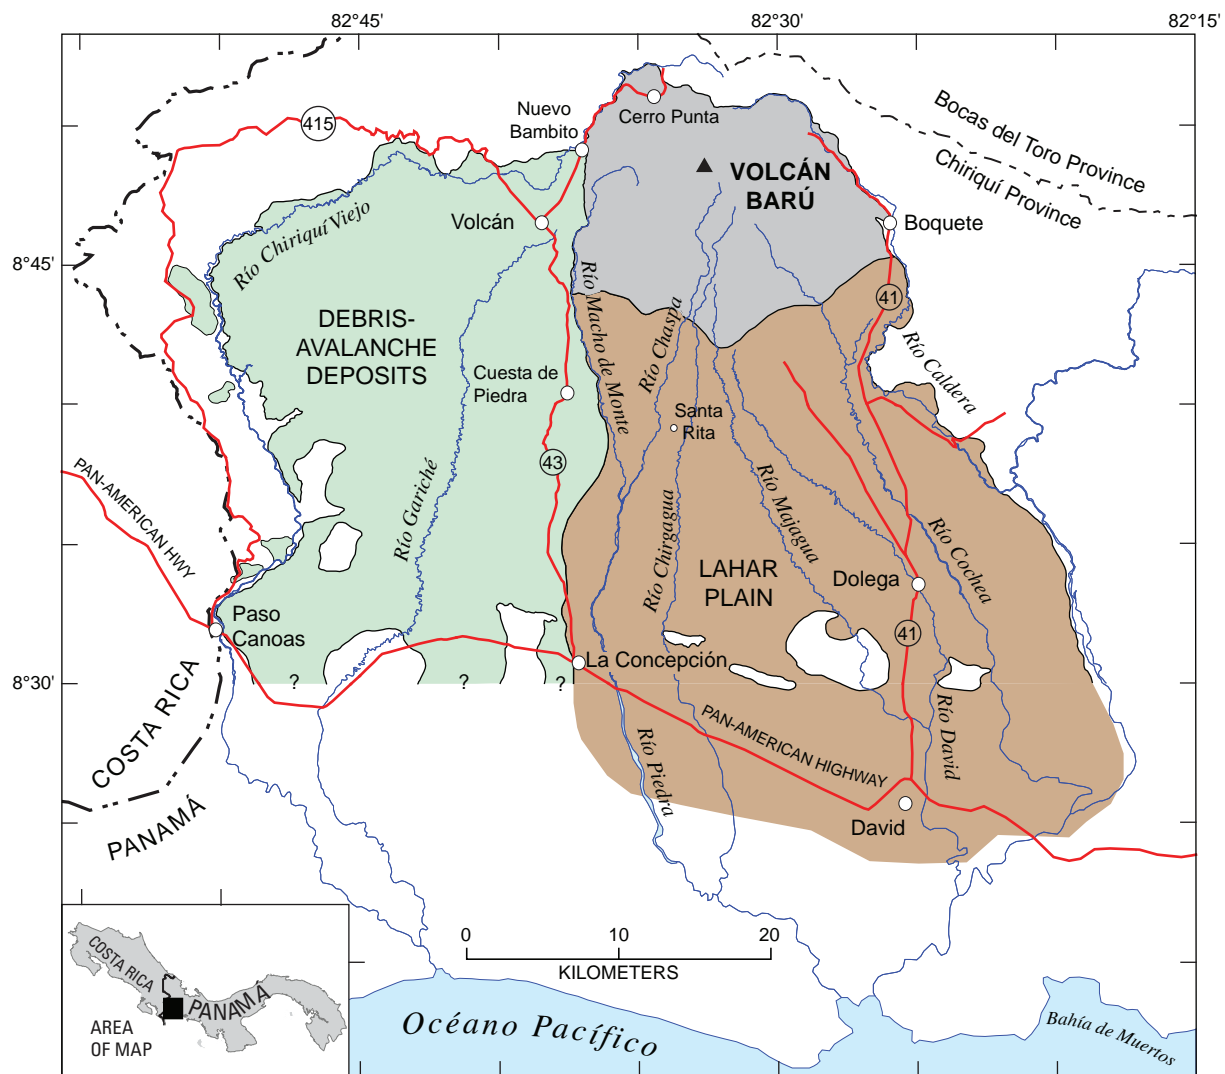 82°45'
82°30'
82°15'
415
Nuevo
Bambito
Cerro Punta
Bocas del Toro Province
Chiriquí Province
VOLCÁN
BARÚ
Volcán
Boquete
Río Chiriquí Viejo
8°45'
41
DEBRIS-
AVALANCHE
DEPOSITS
Río Macho de Monte
Río Chaspa
Río Caldera
Cuesta de
Piedra
Santa
Rita
43
PAN-AMERICAN HWY
Río Gariché
Río Chirgagua
Río Majagua
Río Cochea
LAHAR
PLAIN
Dolega
Paso
Canoas
41
La Concepción
8°30'
?
?
?
COSTA RICA
PANAMÁ
Río Piedra
PAN-AMERICAN HIGHWAY
Río David
David
0
10
20
KILOMETERS
COSTA RICA
PANAMÁ
AREA
OF MAP
Océano Pacífico
Bahía de Muertos